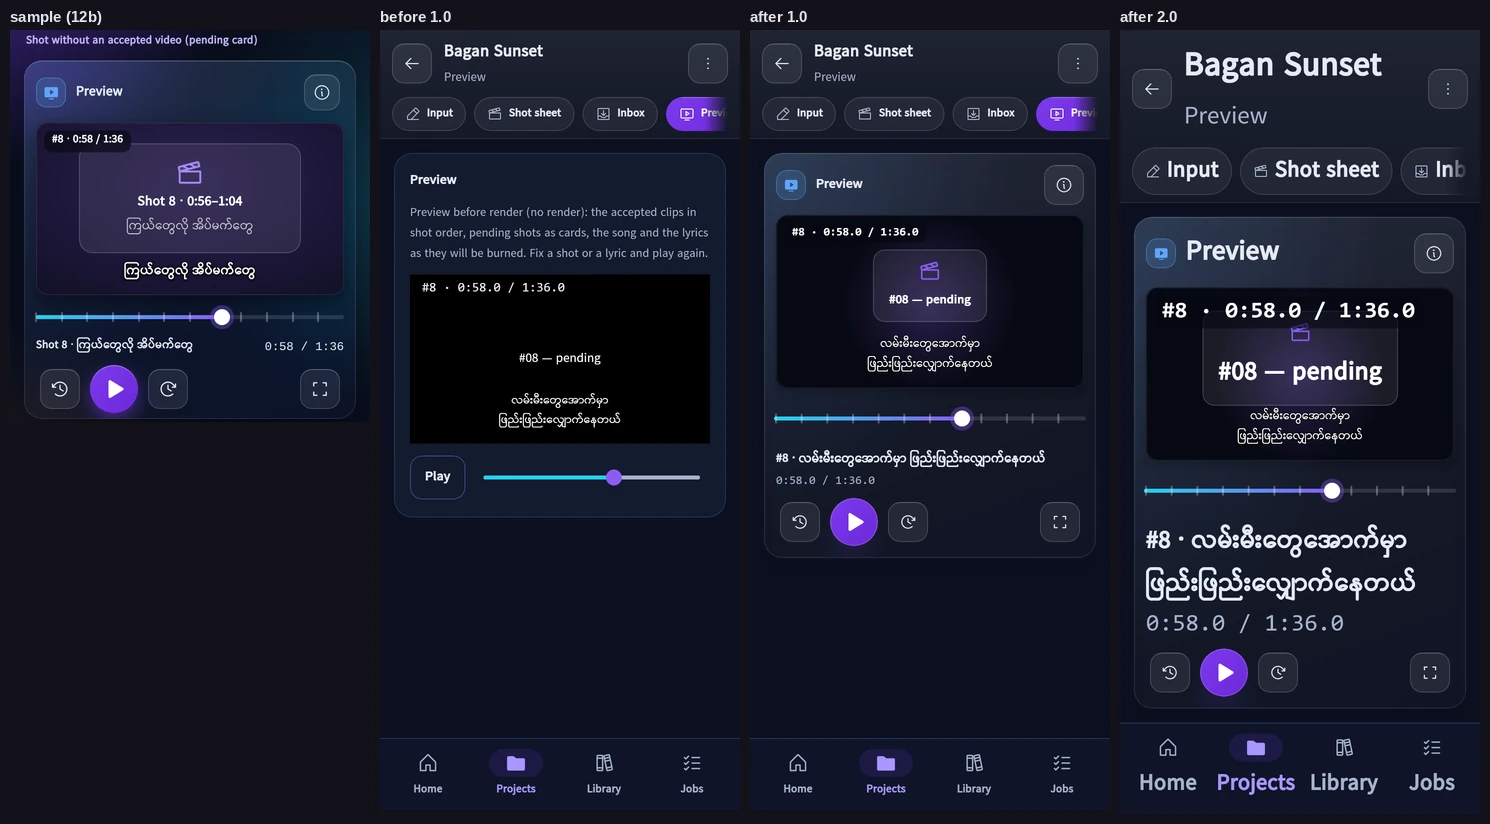 sample (12b)
Shot without an accepted video (pending card)
Preview
#8 · 0:58 / 1:36
Shot 8 · 0:56–1:04
ကြယ်တွေလို အိပ်မက်တွေ
ကြယ်တွေလို အိပ်မက်တွေ
Shot 8 · ကြယ်တွေလို အိပ်မက်တွေ
0:58 / 1:36
before 1.0
Bagan Sunset
Preview
Input
Shot sheet
Inbox
Previ
Preview
Preview before render (no render): the accepted clips in
shot order, pending shots as cards, the song and the lyrics
as they will be burned. Fix a shot or a lyric and play again.
#8 · 0:58.0 / 1:36.0
#08 — pending
လမ်းမီးတွေအောက်မှာ
ဖြည်းဖြည်းလျှောက်နေတယ်
Play
Home
Projects
Library
Jobs
after 1.0
Bagan Sunset
Preview
Input
Shot sheet
Inbox
Previ
Preview
#8 · 0:58.0 / 1:36.0
#08 — pending
လမ်းမီးတွေအောက်မှာ
ဖြည်းဖြည်းလျှောက်နေတယ်
#8 · လမ်းမီးတွေအောက်မှာ ဖြည်းဖြည်းလျှောက်နေတယ်
0:58.0 / 1:36.0
Home
Projects
Library
Jobs
after 2.0
Bagan Sunset
Preview
Input
Shot sheet
Inb
Preview
#8 · 0:58.0 / 1:36.0
#08 — pending
လမ်းမီးတွေအောက်မှာ
ဖြည်းဖြည်းလျှောက်နေတယ်
#8 · လမ်းမီးတွေအောက်မှာ
ဖြည်းဖြည်းလျှောက်နေတယ်
0:58.0 / 1:36.0
Home
Projects
Library
Jobs